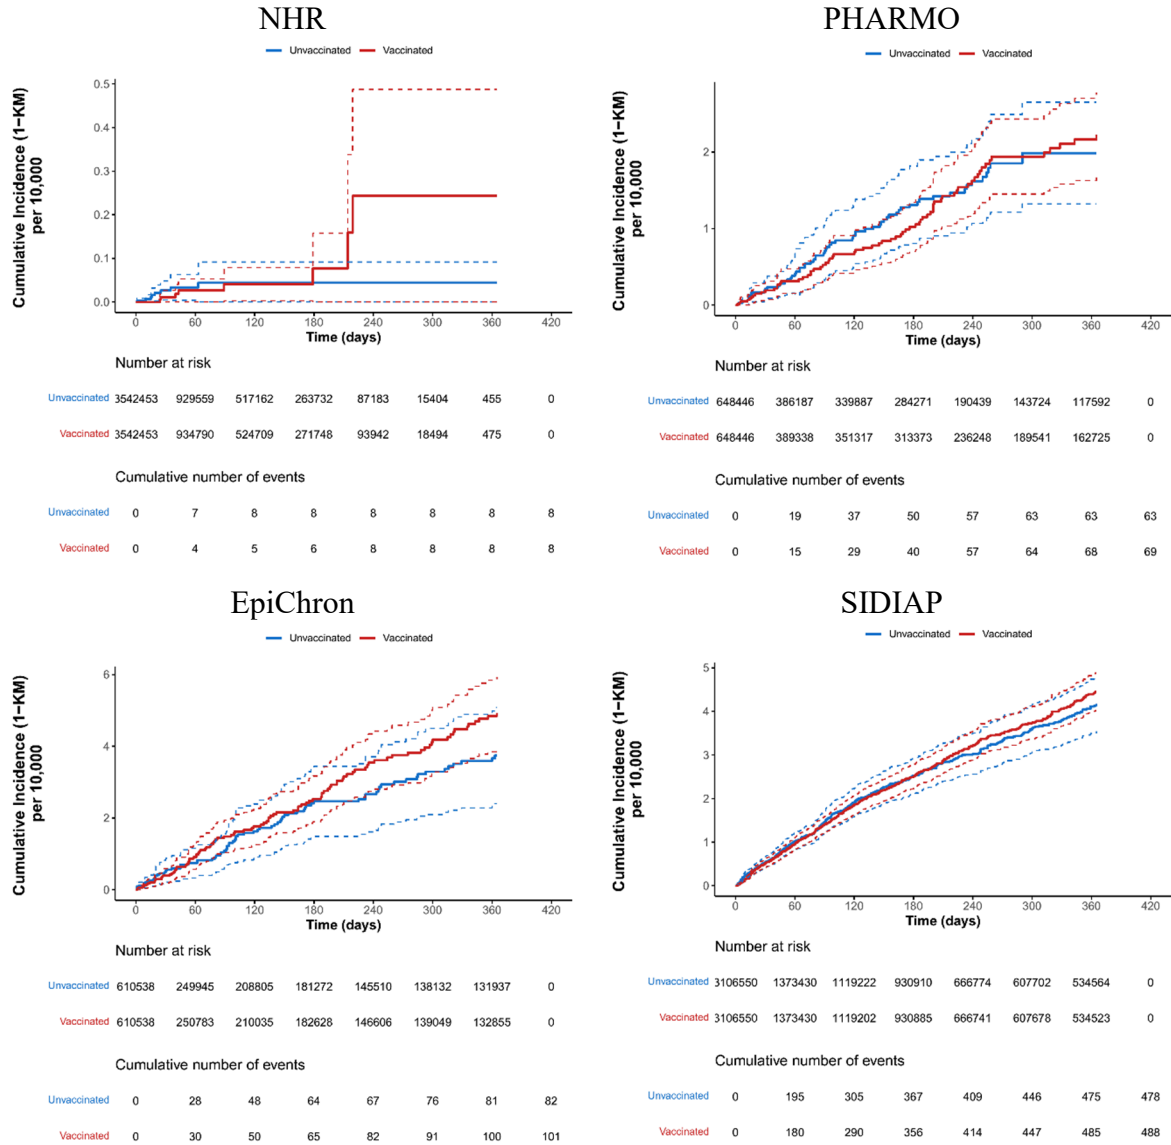 NHR
Unvaccinated Vaccinated
Cumulative Incidence (1−KM)
per 10,000
0.5
0.4
0.3
0.2
0.1
0.0
0 60 120 180 240 300 360 420
Time (days)
Number at risk
Unvaccinated 3542453 929559 517162 263732 87183 15404 455 0
Vaccinated 3542453 934790 524709 271748 93942 18494 475 0
Cumulative number of events
Unvaccinated 0 7 8 8 8 8 8 8
Vaccinated 0 4 5 6 8 8 8 8
PHARMO
Unvaccinated Vaccinated
Cumulative Incidence (1−KM)
per 10,000
2
1
0
0 60 120 180 240 300 360 420
Time (days)
Number at risk
Unvaccinated 648446 386187 339887 284271 190439 143724 117592 0
Vaccinated 648446 389338 351317 313373 236248 189541 162725 0
Cumulative number of events
Unvaccinated 0 19 37 50 57 63 63 63
Vaccinated 0 15 29 40 57 64 68 69
EpiChron
Unvaccinated Vaccinated
Cumulative Incidence (1−KM)
per 10,000
6
4
2
0
0 60 120 180 240 300 360 420
Time (days)
Number at risk
Unvaccinated 610538 249945 208805 181272 145510 138132 131937 0
Vaccinated 610538 250783 210035 182628 146606 139049 132855 0
Cumulative number of events
Unvaccinated 0 28 48 64 67 76 81 82
Vaccinated 0 30 50 65 82 91 100 101
SIDIAP
Unvaccinated Vaccinated
Cumulative Incidence (1−KM)
per 10,000
5
4
3
2
1
0
0 60 120 180 240 300 360 420
Time (days)
Number at risk
Unvaccinated 3106550 1373430 1119222 930910 666774 607702 534564 0
Vaccinated 3106550 1373430 1119202 930885 666741 607678 534523 0
Cumulative number of events
Unvaccinated 0 195 305 367 409 446 475 478
Vaccinated 0 180 290 356 414 447 485 488